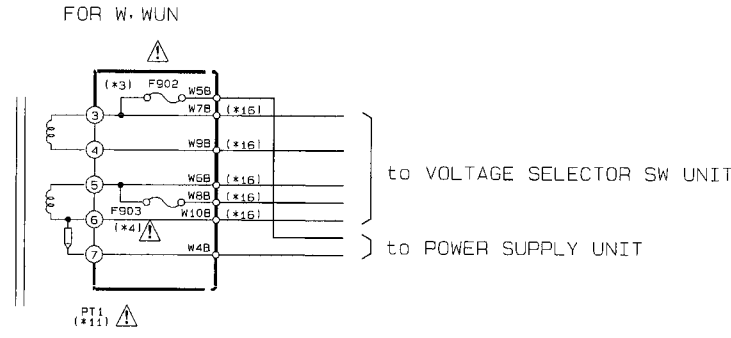 FOR W, WUN
(*3) F902 W5B
3 W7B (*16)
4 W9B (*16)
5 W6B (*16)
W8B (*16)
6 F903 W10B (*16)
(*4)
7 W4B
to VOLTAGE SELECTOR SW UNIT
to POWER SUPPLY UNIT
PT1
(*11)